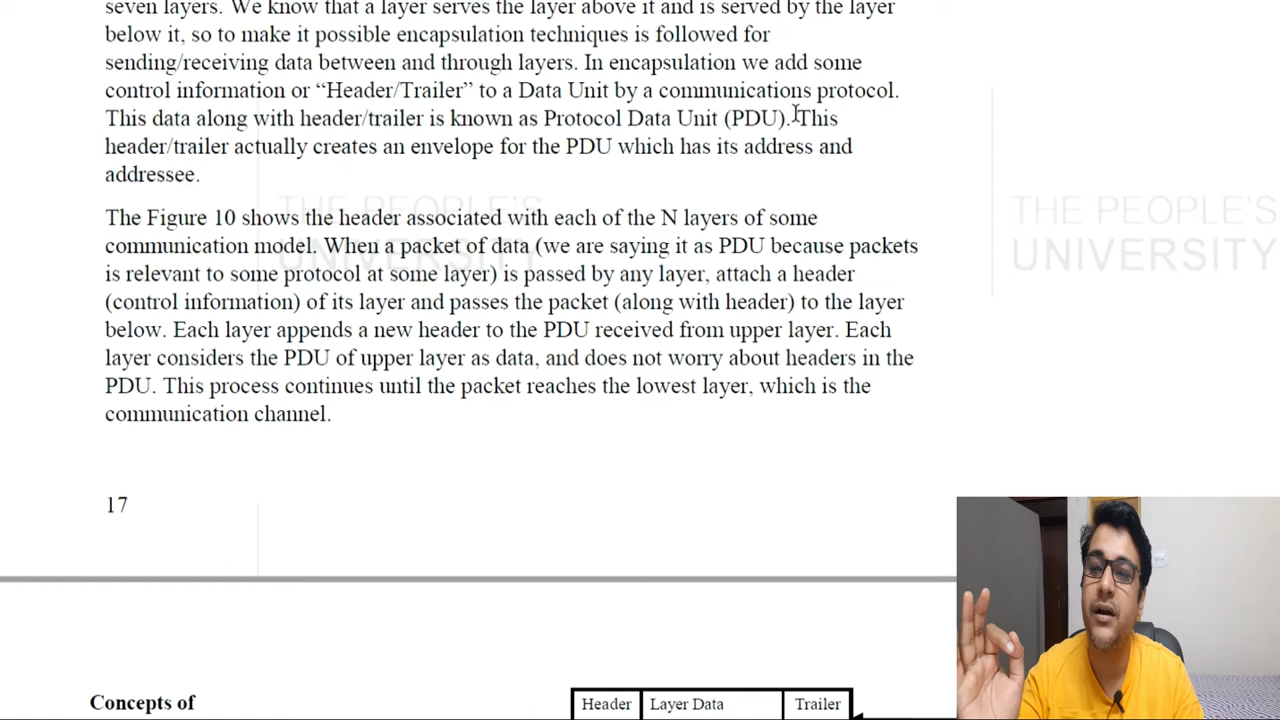 seven layers. We know that a layer serves the layer above it and is served by the layer
below it, so to make it possible encapsulation techniques is followed for
sending/receiving data between and through layers. In encapsulation we add some
control information or “Header/Trailer” to a Data Unit by a communications protocol.
This data along with header/trailer is known as Protocol Data Unit (PDU). This
header/trailer actually creates an envelope for the PDU which has its address and
addressee.
THE PEOPLE'S
UNIVERSITY
THE PEOPLE'S
UNIVERSITY
The Figure 10 shows the header associated with each of the N layers of some
communication model. When a packet of data (we are saying it as PDU because packets
is relevant to some protocol at some layer) is passed by any layer, attach a header
(control information) of its layer and passes the packet (along with header) to the layer
below. Each layer appends a new header to the PDU received from upper layer. Each
layer considers the PDU of upper layer as data, and does not worry about headers in the
PDU. This process continues until the packet reaches the lowest layer, which is the
communication channel.
17
Concepts of
Header Layer Data Trailer